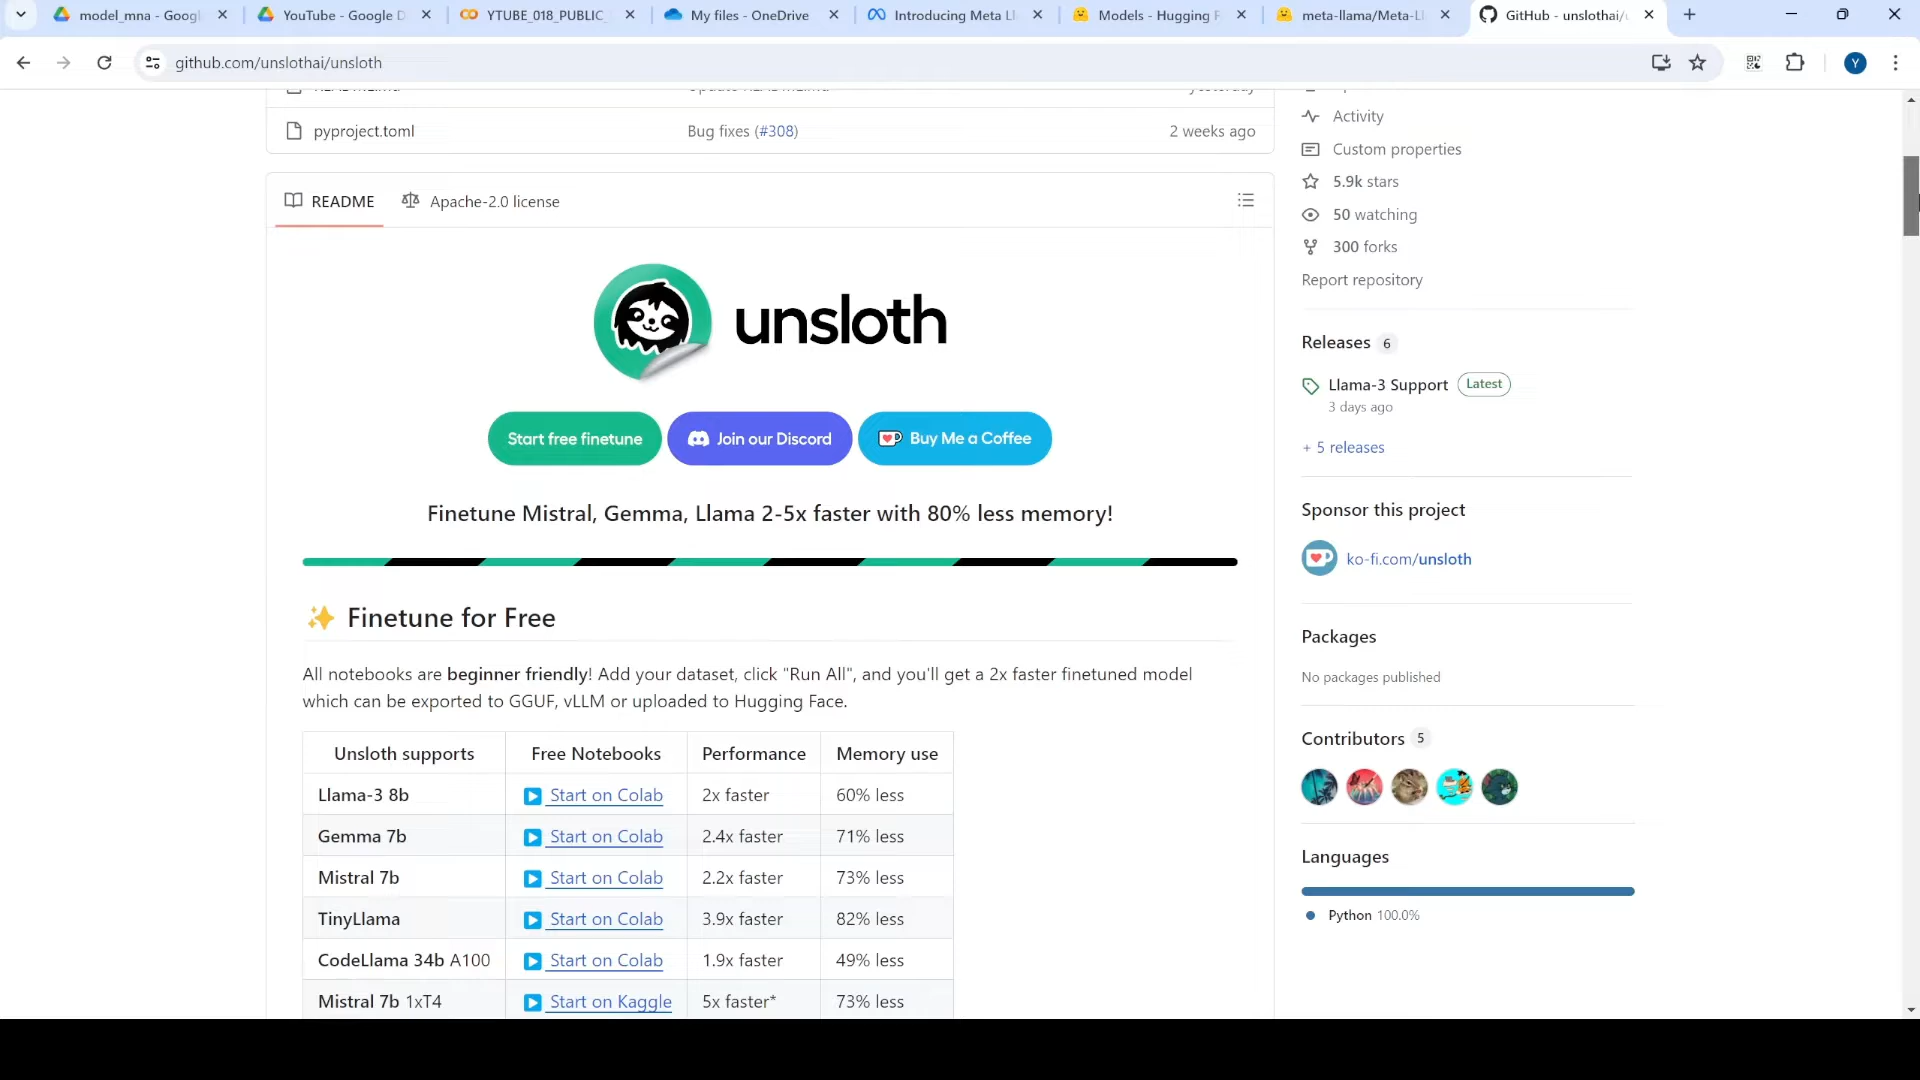 model_mna - Googl
YouTube - Google D
YTUBE_018_PUBLIC_
My files - OneDrive
Introducing Meta Ll
Models - Hugging F
meta-llama/Meta-Ll
GitHub - unslothai/u
github.com/unslothai/unsloth
Y
yesterday
pyproject.toml
Bug fixes (#308)
2 weeks ago
README
Apache-2.0 license
unsloth
Start free finetune
Join our Discord
Buy Me a Coffee
Finetune Mistral, Gemma, Llama 2-5x faster with 80% less memory!
✨ Finetune for Free
All notebooks are beginner friendly! Add your dataset, click "Run All", and you'll get a 2x faster finetuned model
which can be exported to GGUF, vLLM or uploaded to Hugging Face.
Unsloth supports Free Notebooks Performance Memory use
Llama-3 8b ▶ Start on Colab 2x faster 60% less
Gemma 7b ▶ Start on Colab 2.4x faster 71% less
Mistral 7b ▶ Start on Colab 2.2x faster 73% less
TinyLlama ▶ Start on Colab 3.9x faster 82% less
CodeLlama 34b A100 ▶ Start on Colab 1.9x faster 49% less
Mistral 7b 1xT4 ▶ Start on Kaggle 5x faster* 73% less
Activity
Custom properties
5.9k stars
50 watching
300 forks
Report repository
Releases 6
Llama-3 Support Latest
3 days ago
+ 5 releases
Sponsor this project
ko-fi.com/unsloth
Packages
No packages published
Contributors 5
Languages
Python 100.0%